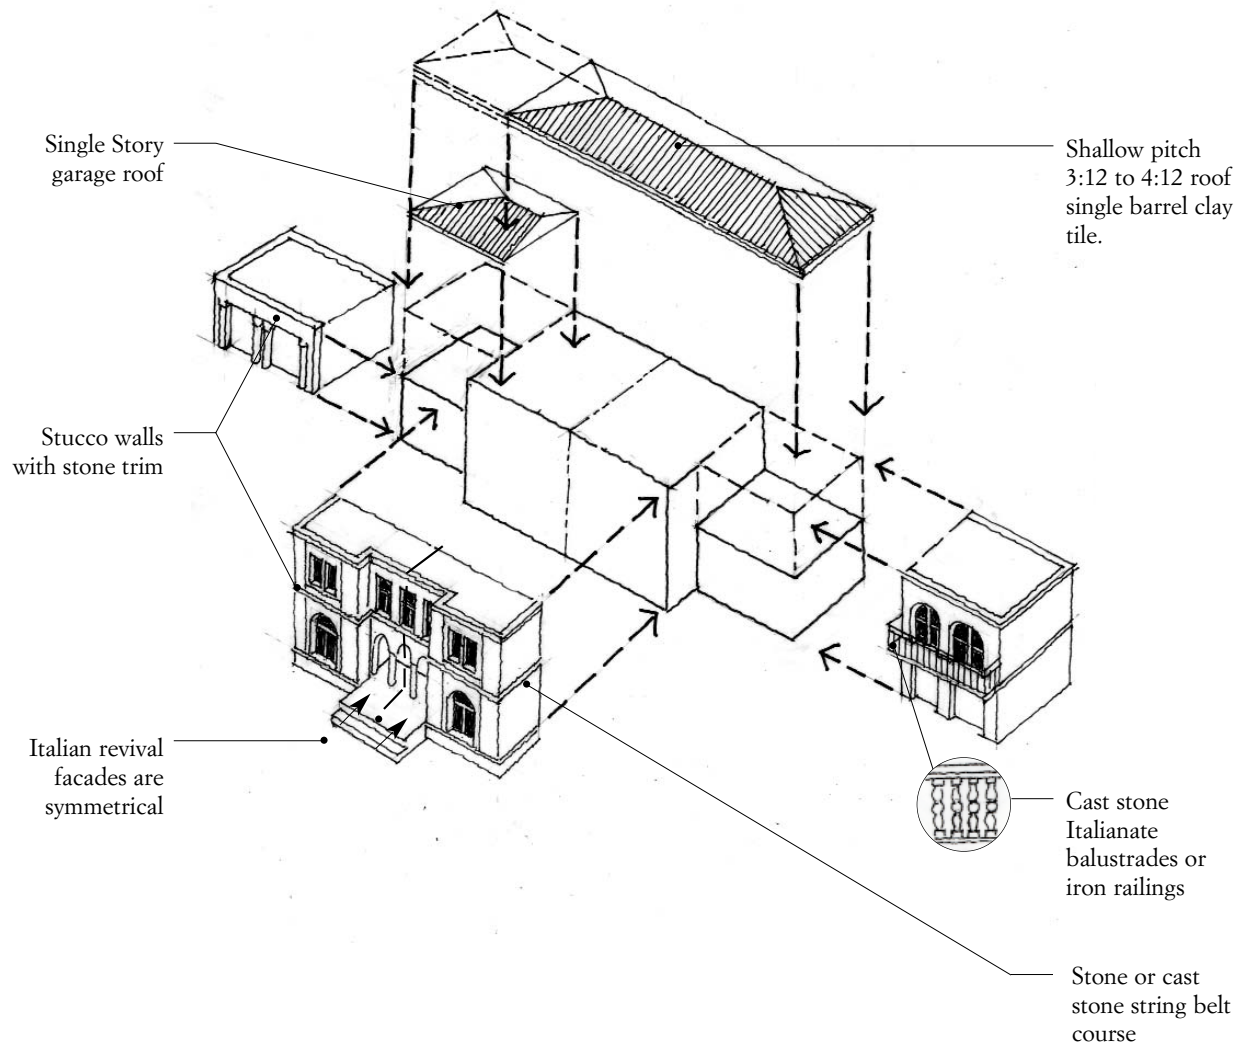 Single Story
garage roof
Shallow pitch
3:12 to 4:12 roof
single barrel clay
tile.
Stucco walls
with stone trim
Italian revival
facades are
symmetrical
Cast stone
Italianate
balustrades or
iron railings
Stone or cast
stone string belt
course